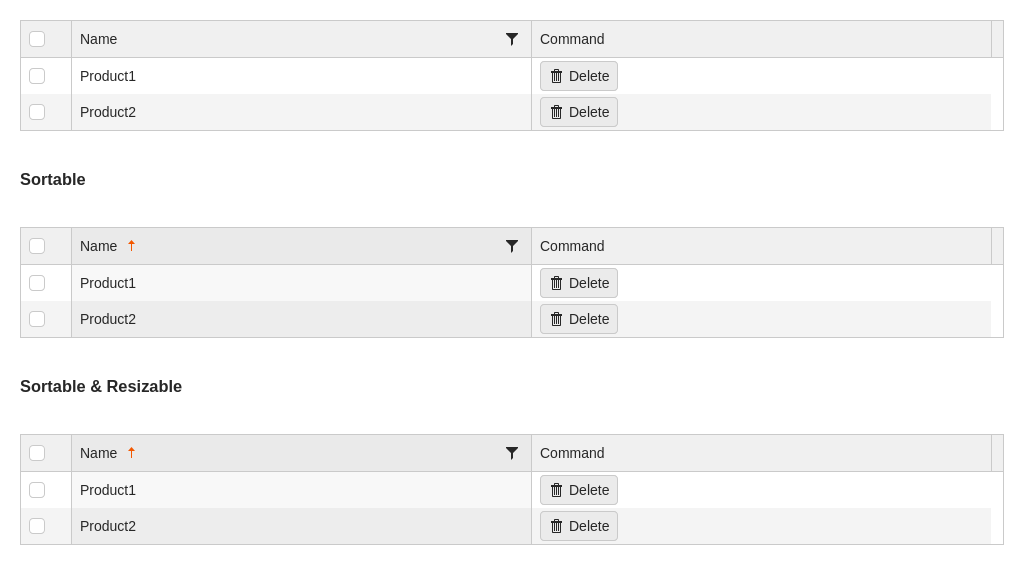 Name Command
Product1 Delete
Product2 Delete
Sortable
Name Command
Product1 Delete
Product2 Delete
Sortable & Resizable
Name Command
Product1 Delete
Product2 Delete